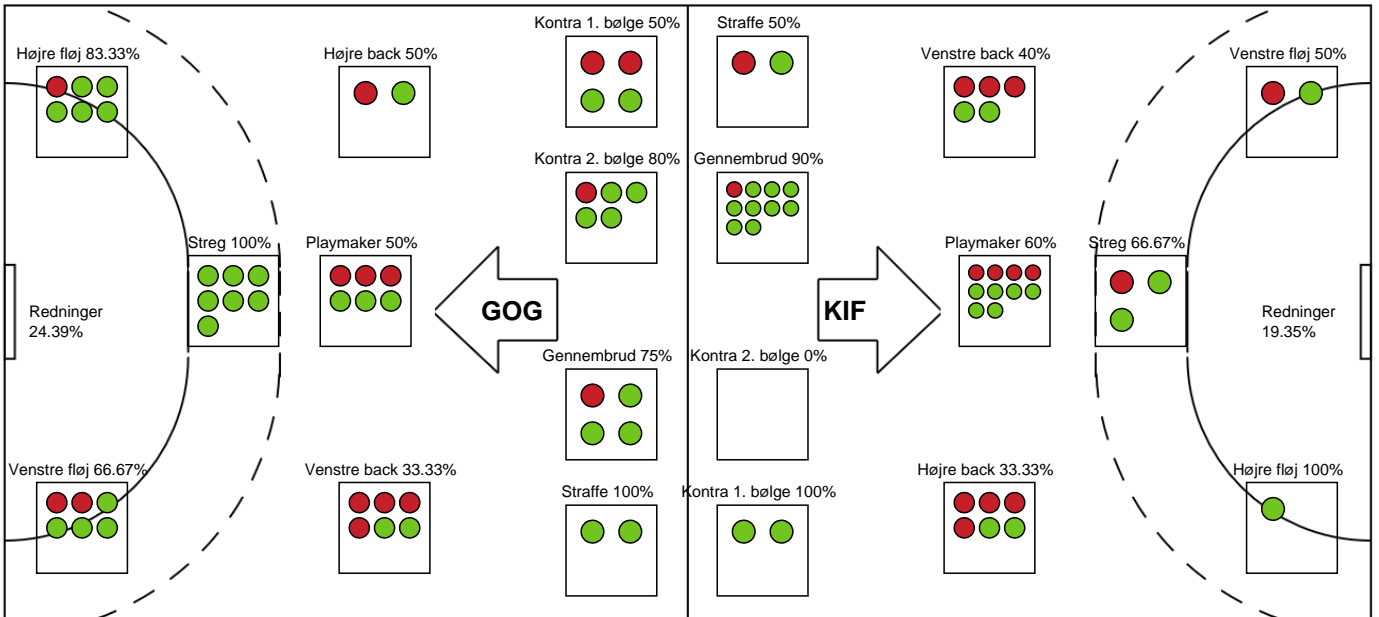 Kontra 1. bølge 50%
Straffe 50%
Højre fløj 83.33%
Højre back 50%
Venstre back 40%
Venstre fløj 50%
Kontra 2. bølge 80%
Gennembrud 90%
Streg 100%
Playmaker 50%
Playmaker 60%
Streg 66.67%
Redninger
24.39%
GOG
KIF
Redninger
19.35%
Gennembrud 75%
Kontra 2. bølge 0%
Venstre fløj 66.67%
Venstre back 33.33%
Højre back 33.33%
Højre fløj 100%
Straffe 100%
Kontra 1. bølge 100%